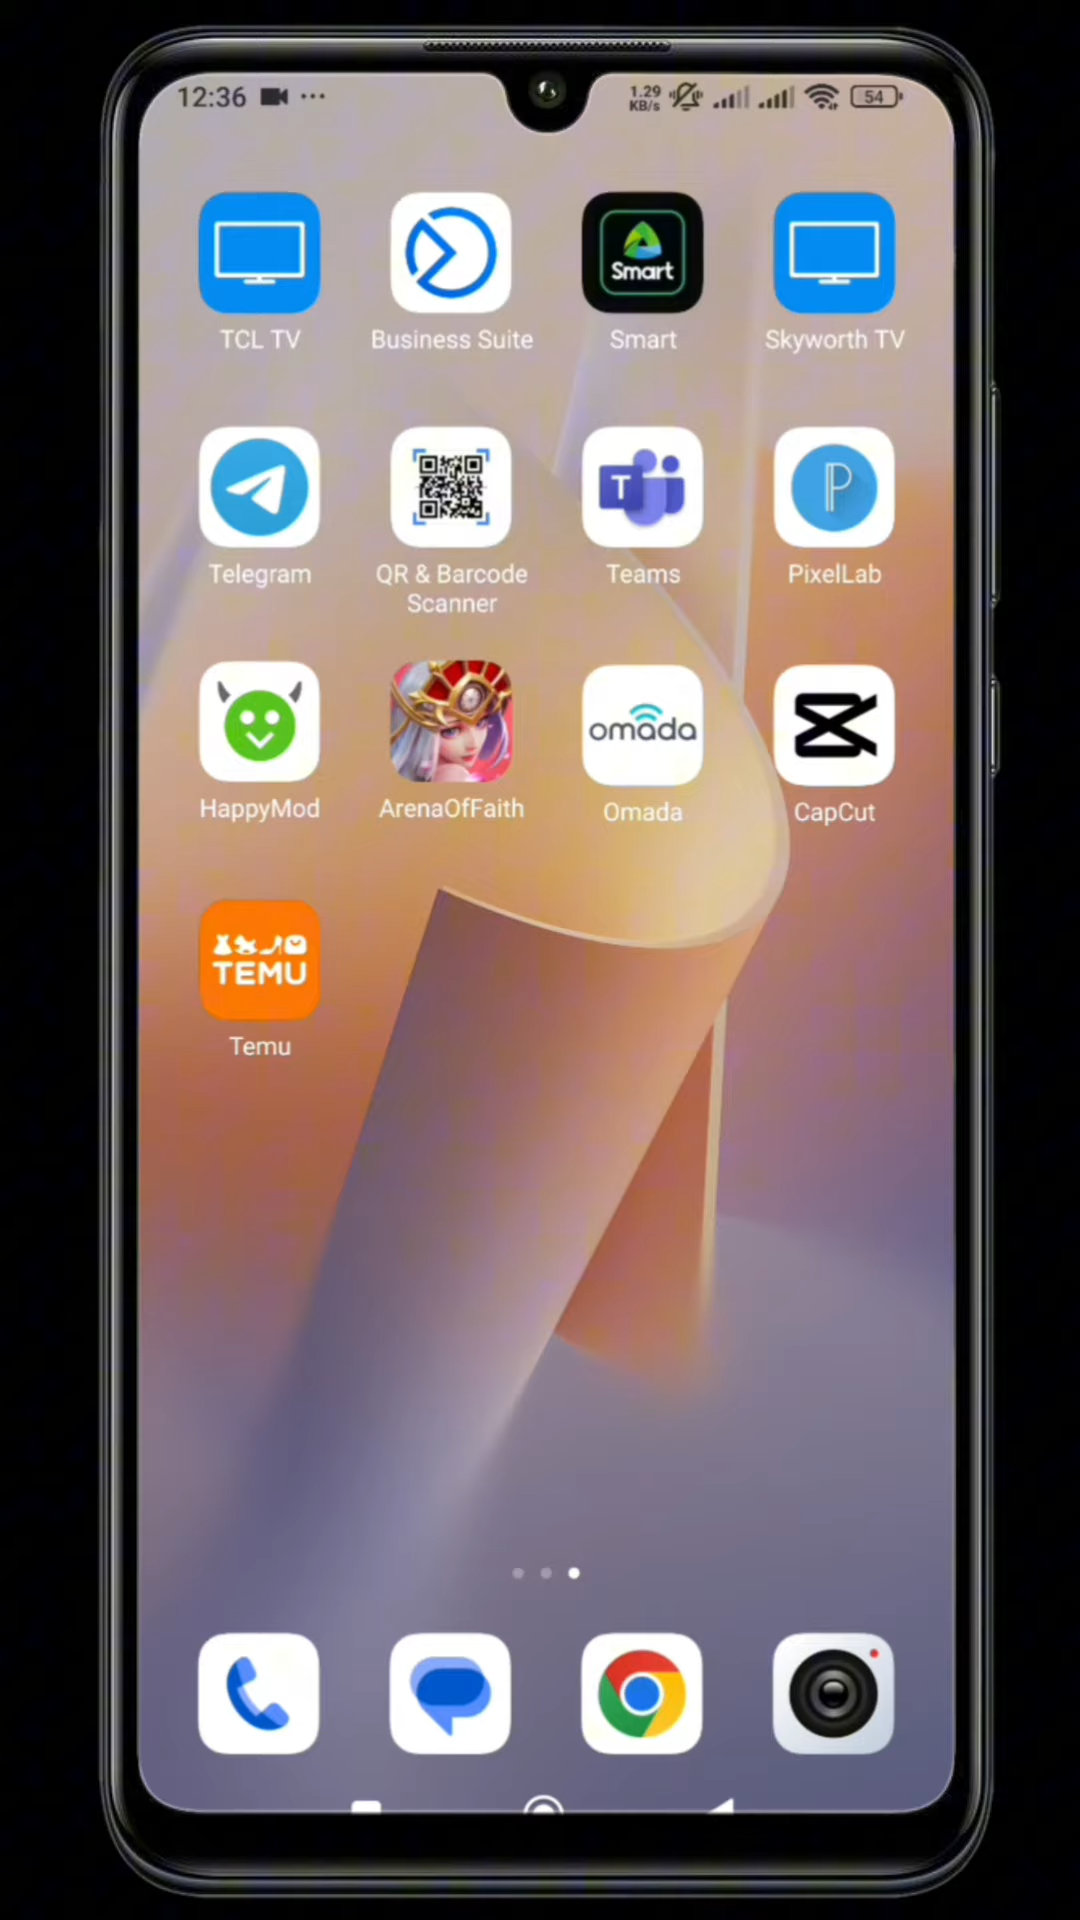 12:36 ...
1.29
KB/s
54
Smart
TCL TV Business Suite Smart Skyworth TV
T P
Telegram QR & Barcode Teams PixelLab
Scanner
omada
HappyMod ArenaOfFaith Omada CapCut
TEMU
Temu